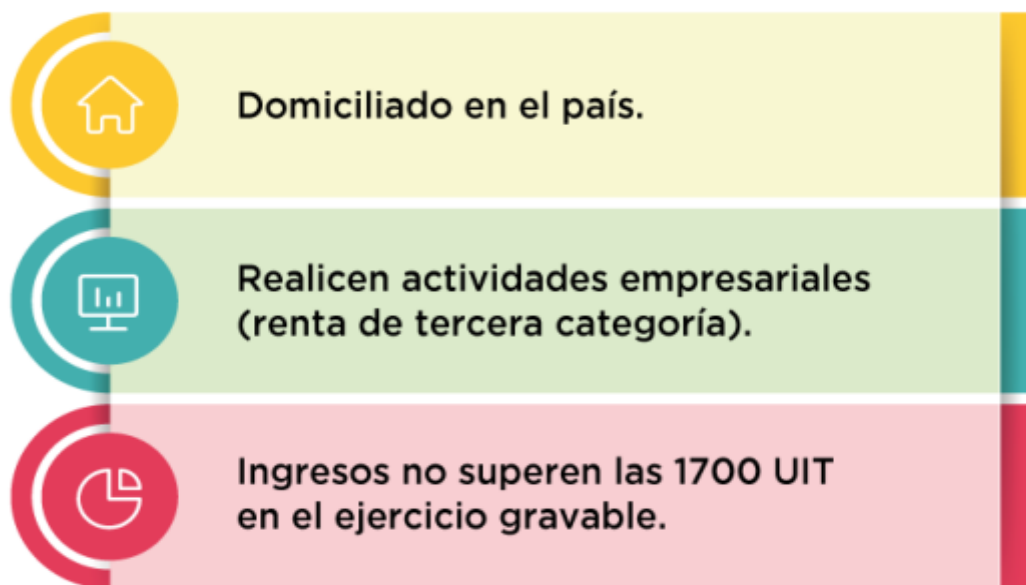 Domiciliado en el país.
Realicen actividades empresariales
(renta de tercera categoría).
Ingresos no superen las 1700 UIT
en el ejercicio gravable.